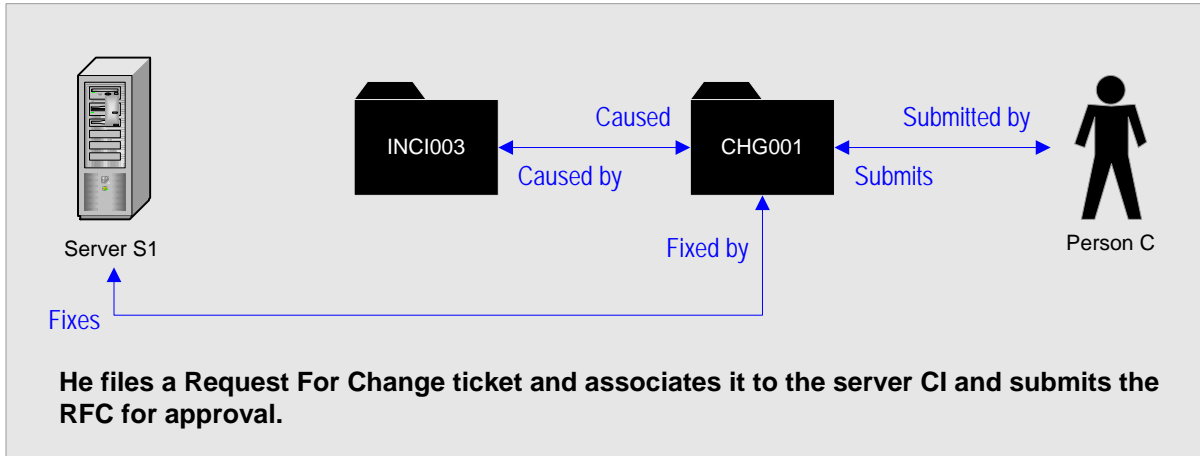 INCI003
Caused
Caused by
CHG001
Submitted by
Submits
Server S1
Person C
Fixed by
Fixes
He files a Request For Change ticket and associates it to the server CI and submits the
RFC for approval.